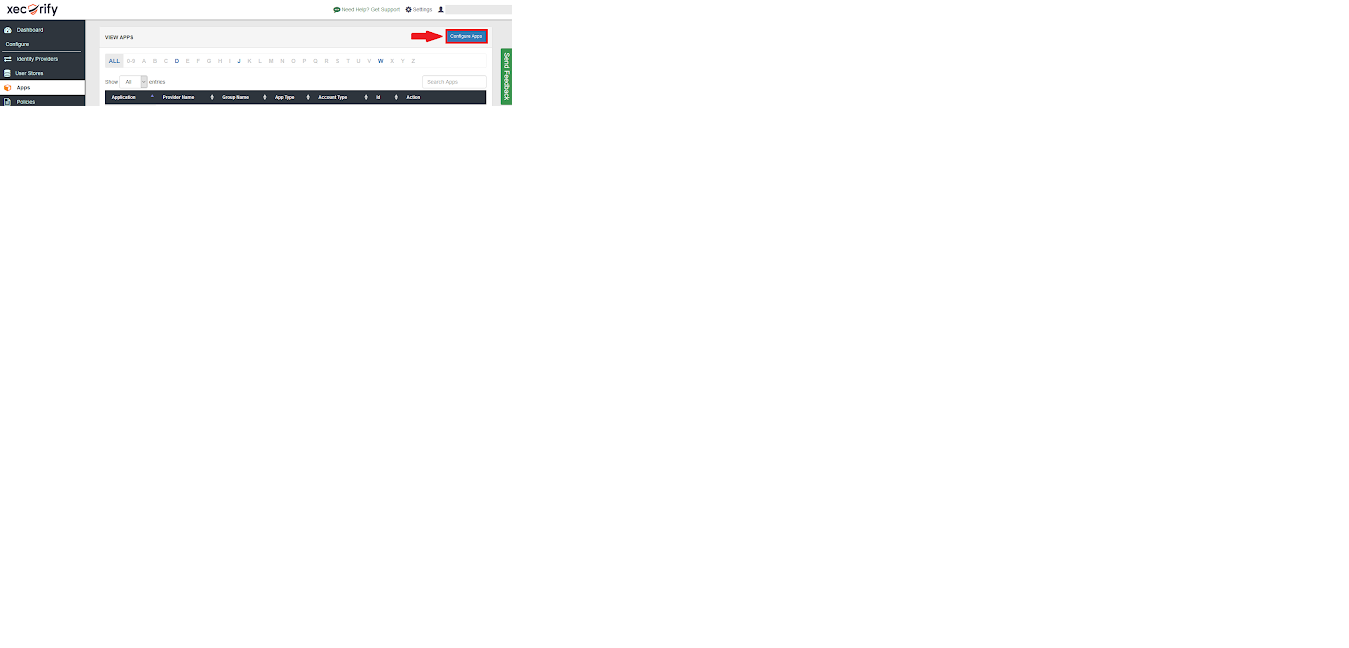 xecurify
Need Help? Get Support
Settings
Dashboard
Configure
Identity Providers
User Stores
Apps
Policies
VIEW APPS
Configure Apps
ALL 0-9 A B C D E F G H I J K L M N O P Q R S T U V W X Y Z
Show All entries
Search Apps
Application Provider Name Group Name App Type Account Type Id Action
Send Feedback